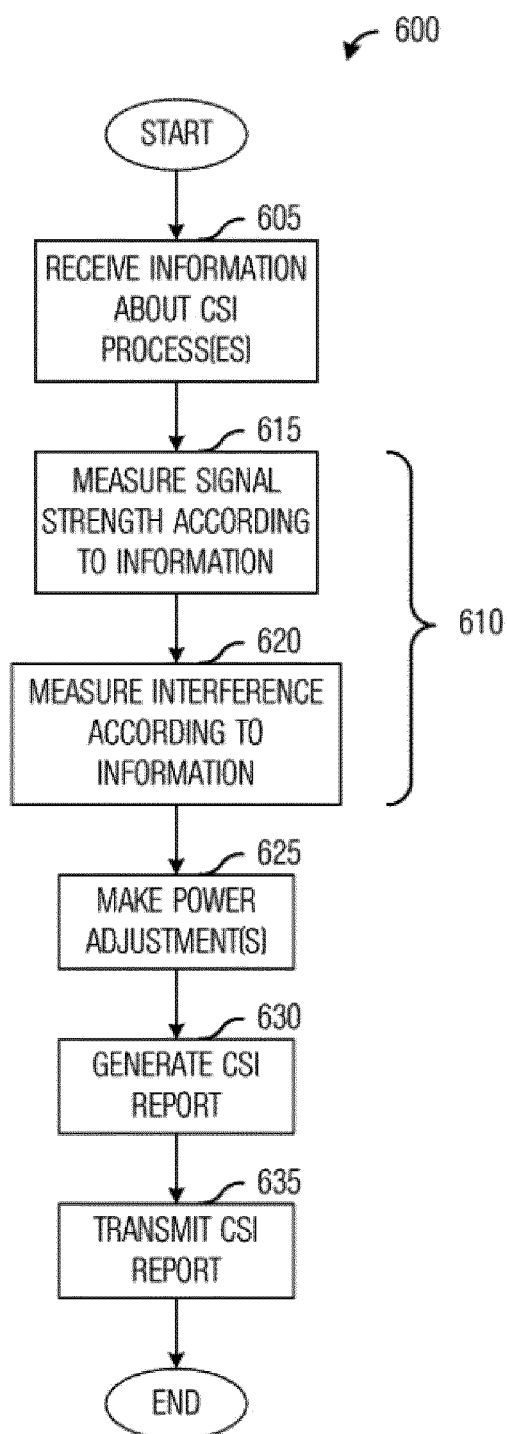 600
START
605
RECEIVE INFORMATION
ABOUT CSI
PROCESS(ES)
615
MEASURE SIGNAL
STRENGTH ACCORDING
TO INFORMATION
610
620
MEASURE INTERFERENCE
ACCORDING TO
INFORMATION
625
MAKE POWER
ADJUSTMENT(S)
630
GENERATE CSI
REPORT
635
TRANSMIT CSI
REPORT
END